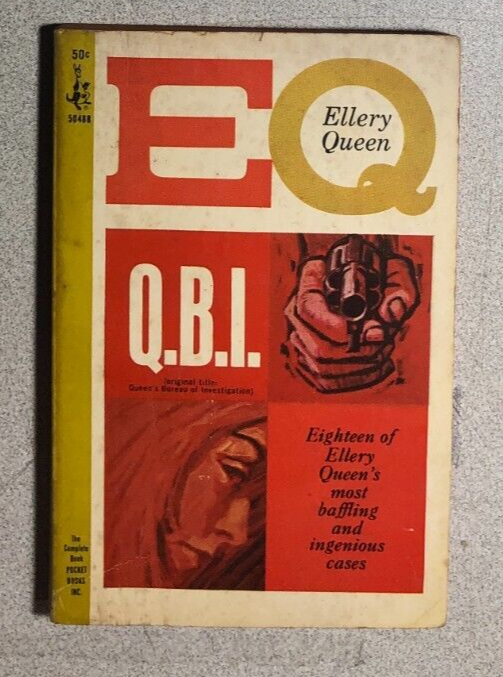 50c
50488
EQ
Ellery
Queen
Q.B.I.
(original title:
Queen's Bureau of Investigation)
Eighteen of
Ellery
Queen's
most
baffling
and
ingenious
cases
The
Complete
Book
POCKET
BOOKS
INC.